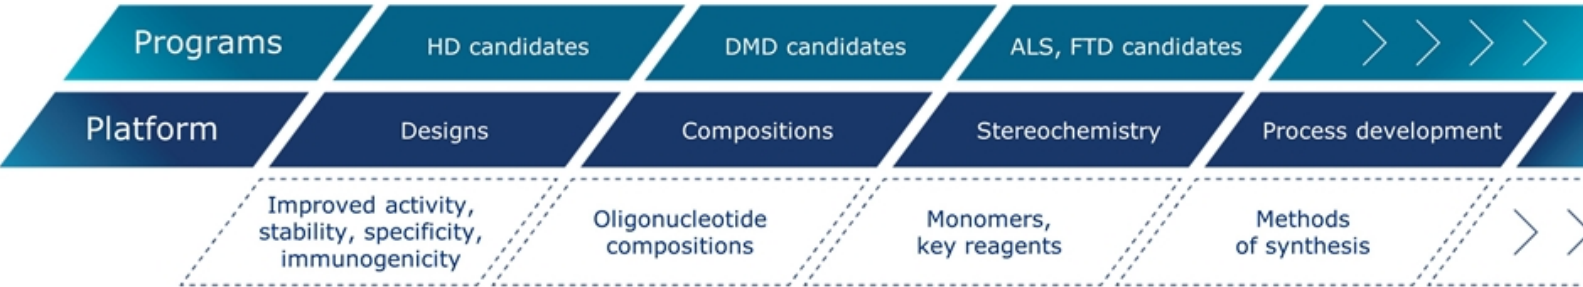 Programs
HD candidates
DMD candidates
ALS, FTD candidates
Platform
Designs
Compositions
Stereochemistry
Process development
Improved activity,
stability, specificity,
immunogenicity
Oligonucleotide
compositions
Monomers,
key reagents
Methods
of synthesis